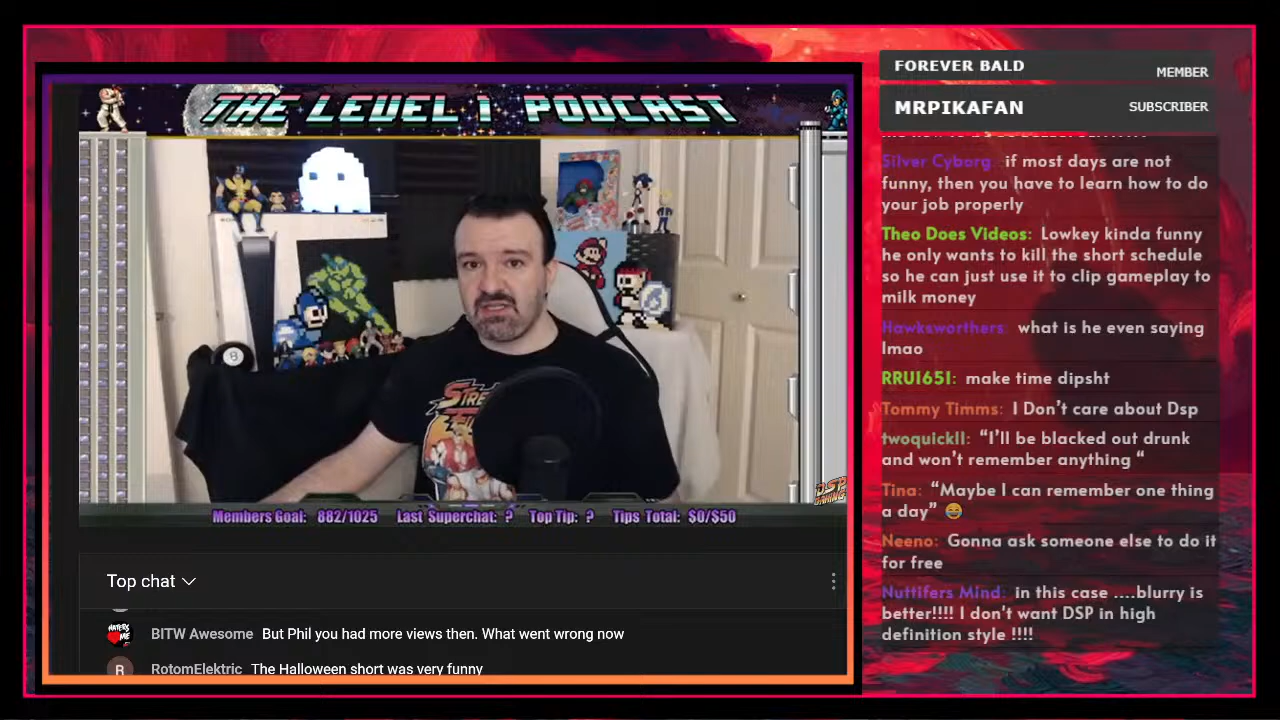 THE LEVEL 1 PODCAST
8
STREET
DSP
GAMING
Members Goal: 882/1025 Last Superchat: ? Top Tip: ? Tips Total: $0/$50
Top chat
HATERS
ME
BITW Awesome But Phil you had more views then. What went wrong now
R RotomElektric The Halloween short was very funny
FOREVER BALD MEMBER
MRPIKAFAN SUBSCRIBER
Silver Cyborg if most days are not
funny, then you have to learn how to do
your job properly
Theo Does Videos: Lowkey kinda funny
he only wants to kill the short schedule
so he can just use it to clip gameplay to
milk money
Hawksworthers: what is he even saying
lmao
RRU1651: make time dipsht
Tommy Timms: I Don't care about Dsp
twoquickll: “I'll be blacked out drunk
and won't remember anything “
Tina: “Maybe I can remember one thing
a day” 😂
Neeno: Gonna ask someone else to do it
for free
Nuttifers Mind: in this case ....blurry is
better!!!! I don't want DSP in high
definition style !!!!